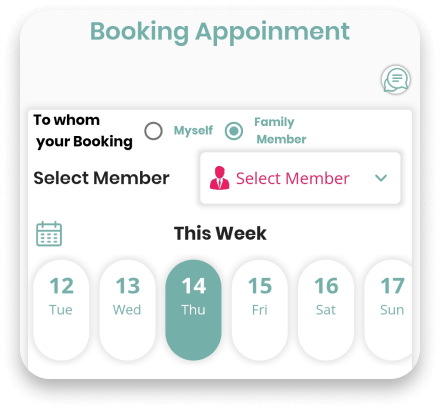 Booking Appoinment
To whom
your Booking
Myself
Family
Member
Select Member
Select Member
This Week
12 13 14 15 16 17
Tue Wed Thu Fri Sat Sun